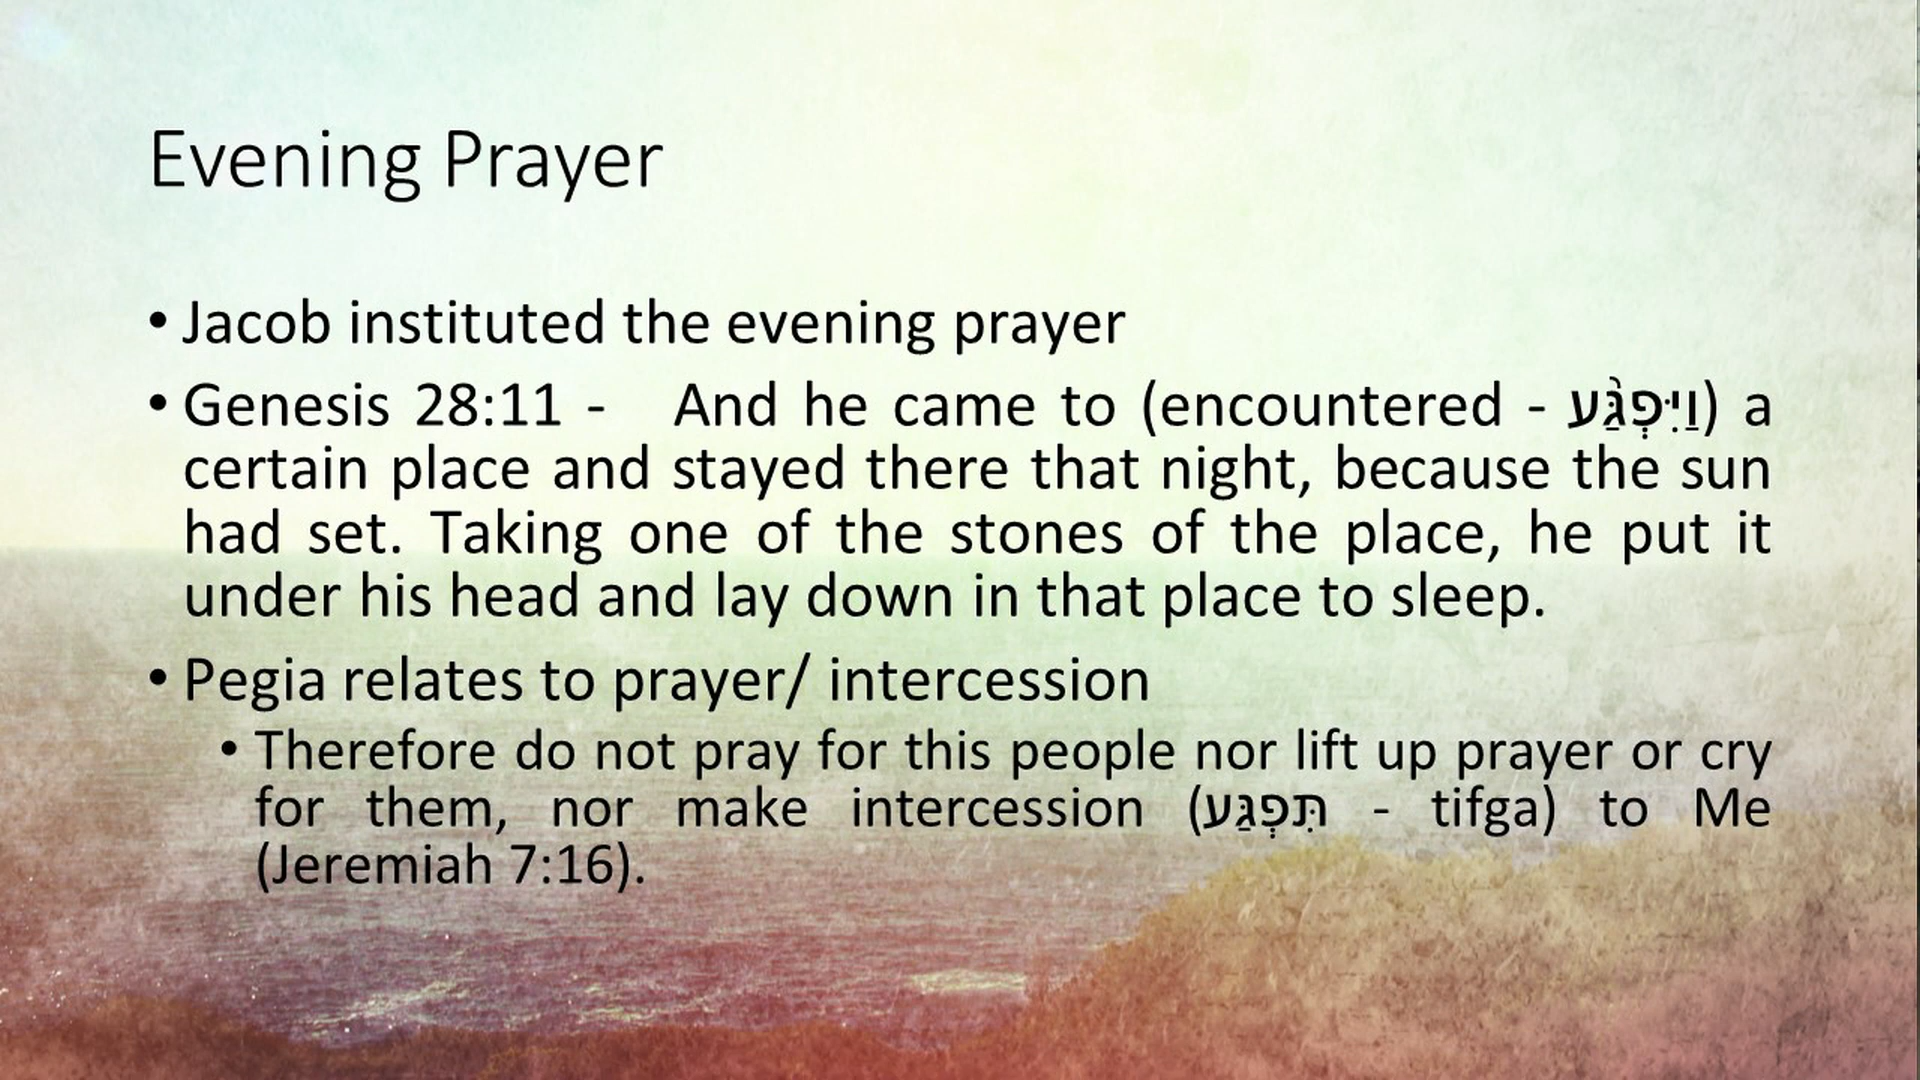 Evening Prayer
• Jacob instituted the evening prayer
• Genesis 28:11 - And he came to (encountered - וַיִּפְגַּ֨ע) a
certain place and stayed there that night, because the sun
had set. Taking one of the stones of the place, he put it
under his head and lay down in that place to sleep.
• Pegia relates to prayer/ intercession
• Therefore do not pray for this people nor lift up prayer or cry
for them, nor make intercession (תִּפְגַּע - tifga) to Me
(Jeremiah 7:16).